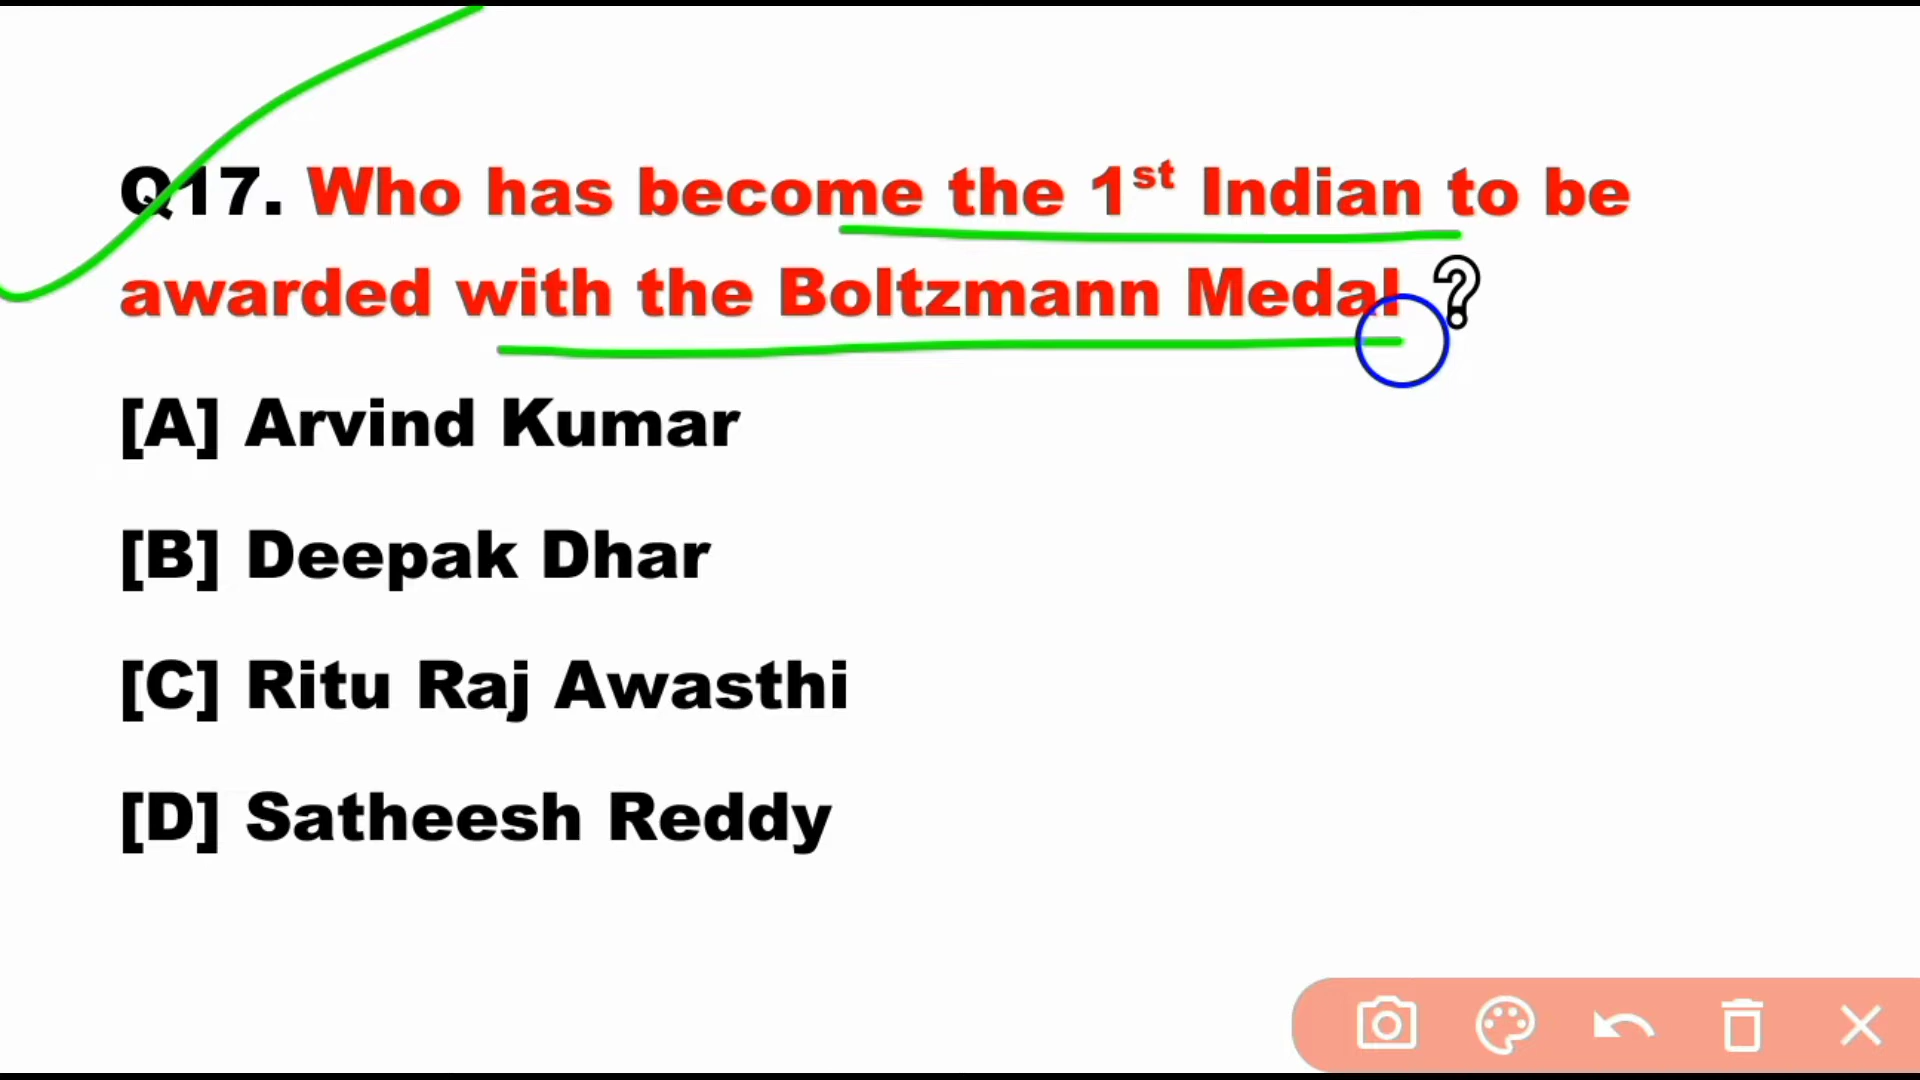 Q17. Who has become the 1st Indian to be
awarded with the Boltzmann Medal ?
[A] Arvind Kumar
[B] Deepak Dhar
[C] Ritu Raj Awasthi
[D] Satheesh Reddy